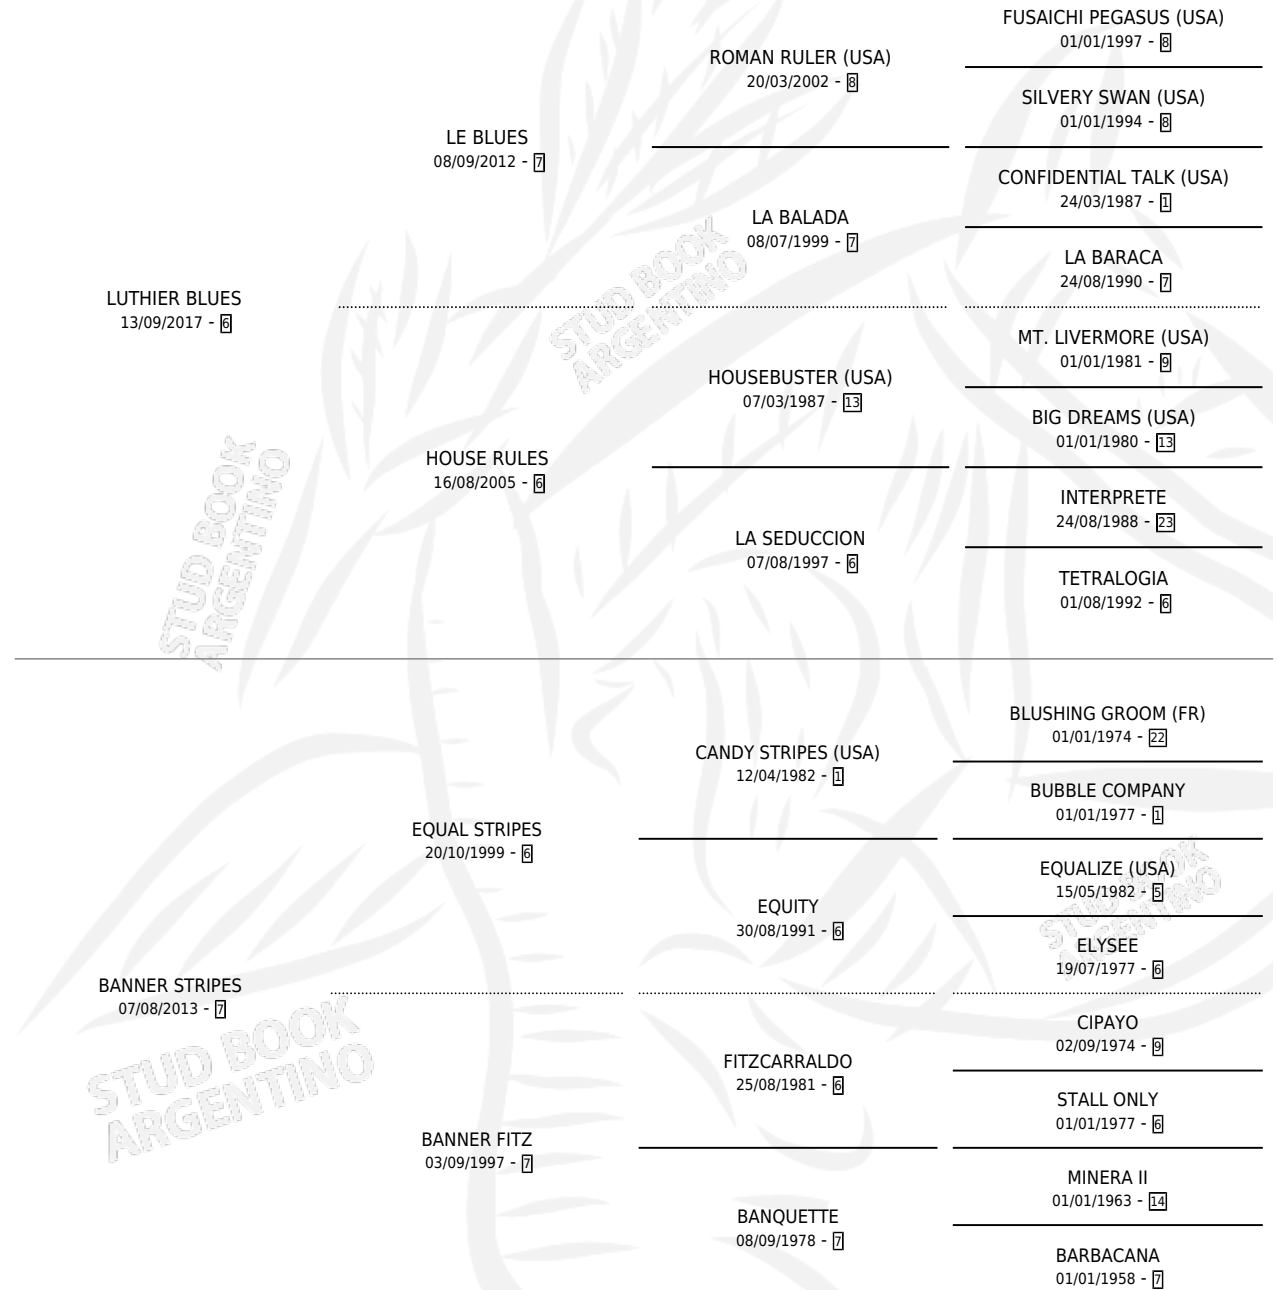 FUSAICHI PEGASUS (USA)
01/01/1997 - 8
ROMAN RULER (USA)
20/03/2002 - 8
SILVERY SWAN (USA)
01/01/1994 - 8
LE BLUES
08/09/2012 - 7
CONFIDENTIAL TALK (USA)
24/03/1987 - 1
LA BALADA
08/07/1999 - 7
LA BARACA
24/08/1990 - 7
LUTHIER BLUES
13/09/2017 - 6
MT. LIVERMORE (USA)
01/01/1981 - 9
HOUSEBUSTER (USA)
07/03/1987 - 13
BIG DREAMS (USA)
01/01/1980 - 13
HOUSE RULES
16/08/2005 - 6
INTERPRETE
24/08/1988 - 23
LA SEDUCCION
07/08/1997 - 6
TETRALOGIA
01/08/1992 - 6
STUD BOOK
ARGENTINO
STUD BOOK
ARGENTINO
BLUSHING GROOM (FR)
01/01/1974 - 22
CANDY STRIPES (USA)
12/04/1982 - 1
BUBBLE COMPANY
01/01/1977 - 1
EQUAL STRIPES
20/10/1999 - 6
EQUALIZE (USA)
15/05/1982 - 5
EQUITY
30/08/1991 - 6
ELYSEE
19/07/1977 - 6
BANNER STRIPES
07/08/2013 - 7
CIPAYO
02/09/1974 - 9
FITZCARRALDO
25/08/1981 - 6
STALL ONLY
01/01/1977 - 6
BANNER FITZ
03/09/1997 - 7
MINERA II
01/01/1963 - 14
BANQUETTE
08/09/1978 - 7
BARBACANA
01/01/1958 - 7
STUD BOOK
ARGENTINO
STUD BOOK
ARGENTINO